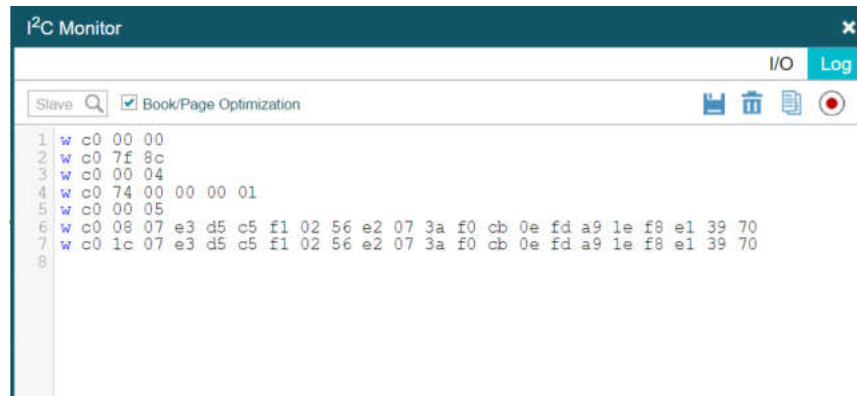 I²C Monitor
I/O Log
Slave Book/Page Optimization
1 w c0 00 00
2 w c0 7f 8c
3 w c0 00 04
4 w c0 74 00 00 00 01
5 w c0 00 05
6 w c0 08 07 e3 d5 c5 f1 02 56 e2 07 3a f0 cb 0e fd a9 1e f8 e1 39 70
7 w c0 1c 07 e3 d5 c5 f1 02 56 e2 07 3a f0 cb 0e fd a9 1e f8 e1 39 70
8